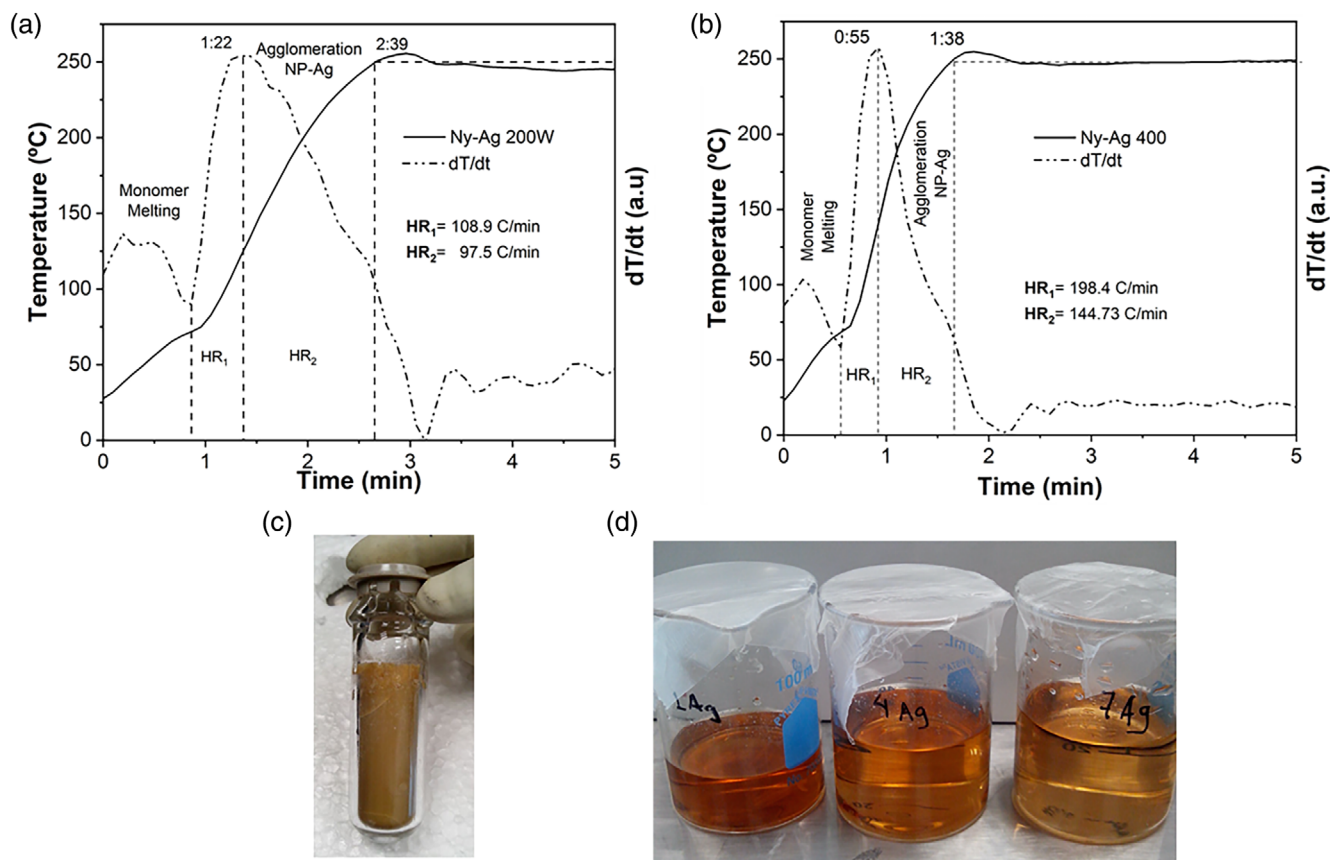 (a)
1:22
Agglomeration
NP-Ag
2:39
250
200
150
100
50
0
Temperature (ºC)
Monomer
Melting
Ny-Ag 200W
dT/dt
HR1= 108.9 C/min
HR2= 97.5 C/min
HR1
HR2
dT/dt (a.u)
0
1
2
3
4
5
Time (min)
(b)
0:55
1:38
250
200
150
100
50
0
Temperature (ºC)
Monomer
Melting
Agglomeration
NP-Ag
Ny-Ag 400
dT/dt
HR1= 198.4 C/min
HR2= 144.73 C/min
HR1
HR2
dT/dt (a.u.)
0
1
2
3
4
5
Time (min)
(c)
(d)
4 Ag
7 Ag
100 m
20